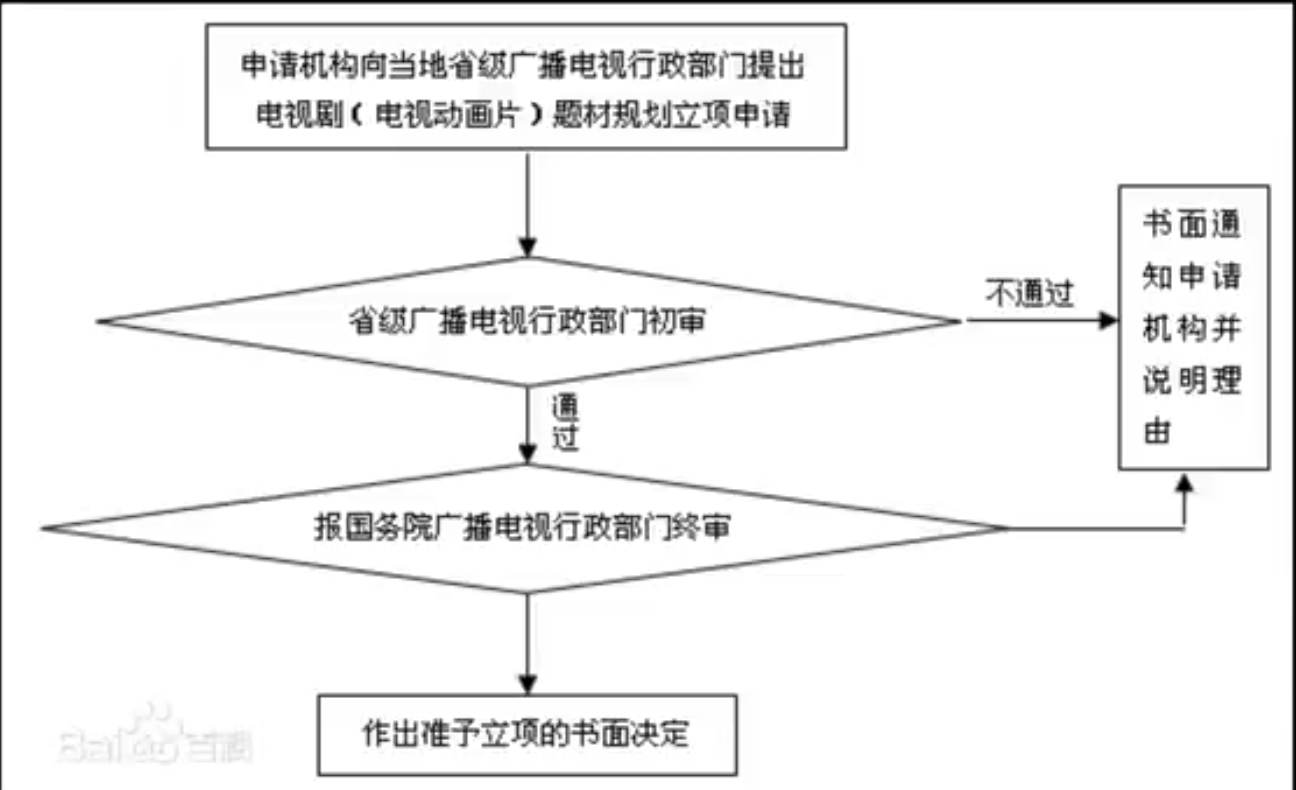 申请机构向当地省级广播电视行政部门提出
电视剧（电视动画片）题材规划立项申请
省级广播电视行政部门初审
不通过
书面通
知申请
机构并
说明理
由
通
过
报国务院广播电视行政部门终审
作出准予立项的书面决定
Baidu百科